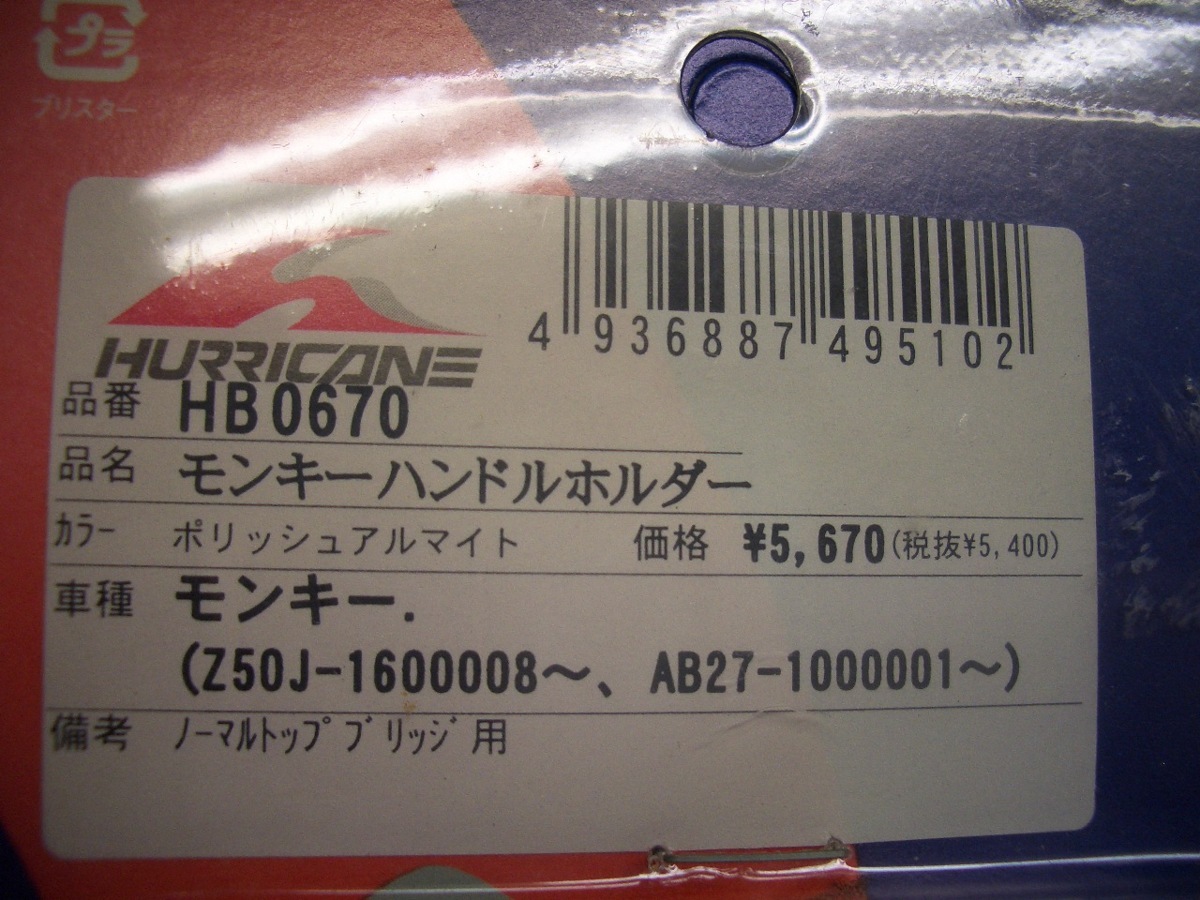 プラ
ブリスター
4 936887 495102
HURRICANE
品番 HB0670
品名 モンキーハンドルホルダー
ｶﾗｰ ポリッシュアルマイト 価格 ¥5,670(税抜¥5,400)
車種 モンキー.
(Z50J-1600008～、AB27-1000001～)
備考 ﾉｰﾏﾙﾄｯﾌﾟﾌﾞﾘｯｼﾞ用